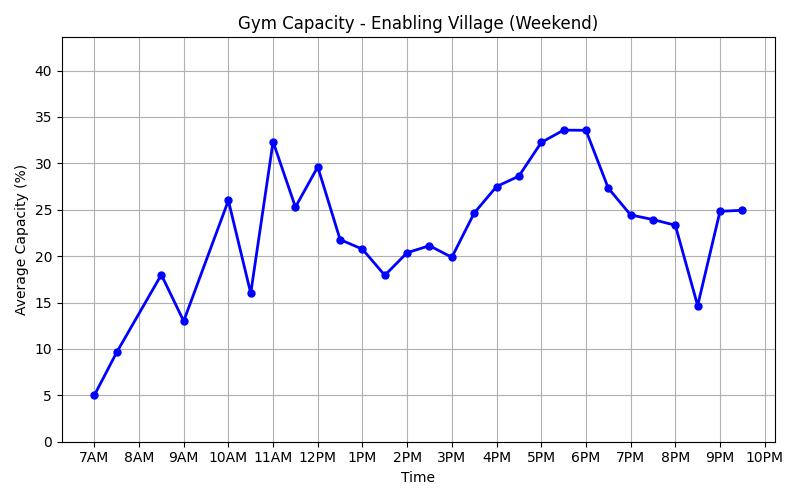 Gym Capacity - Enabling Village (Weekend)
Average Capacity (%)
40
35
30
25
20
15
10
5
0
7AM 8AM 9AM 10AM 11AM 12PM 1PM 2PM 3PM 4PM 5PM 6PM 7PM 8PM 9PM 10PM
Time